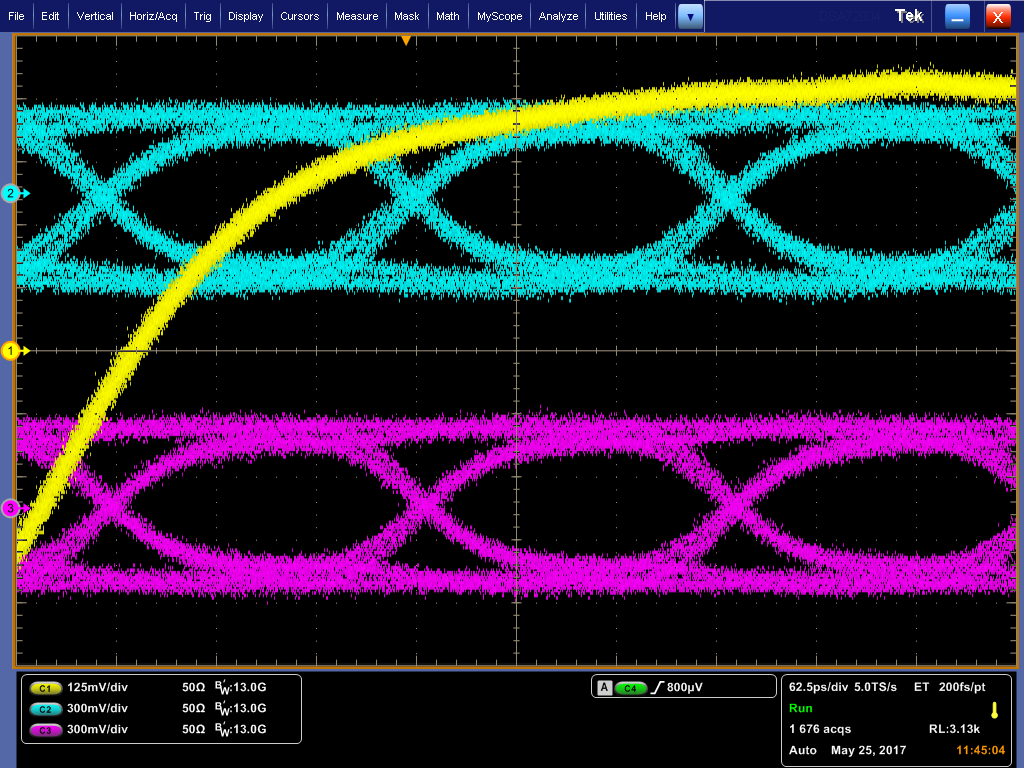 File Edit Vertical Horiz/Acq Trig Display Cursors Measure Mask Math MyScope Analyze Utilities Help Tek X
2
1
3
C1 125mV/div 50Ω BW:13.0G
C2 300mV/div 50Ω BW:13.0G
C3 300mV/div 50Ω BW:13.0G
A C4 800µV
62.5ps/div 5.0TS/s ET 200fs/pt
Run
1 676 acqs RL:3.13k
Auto May 25, 2017 11:45:04